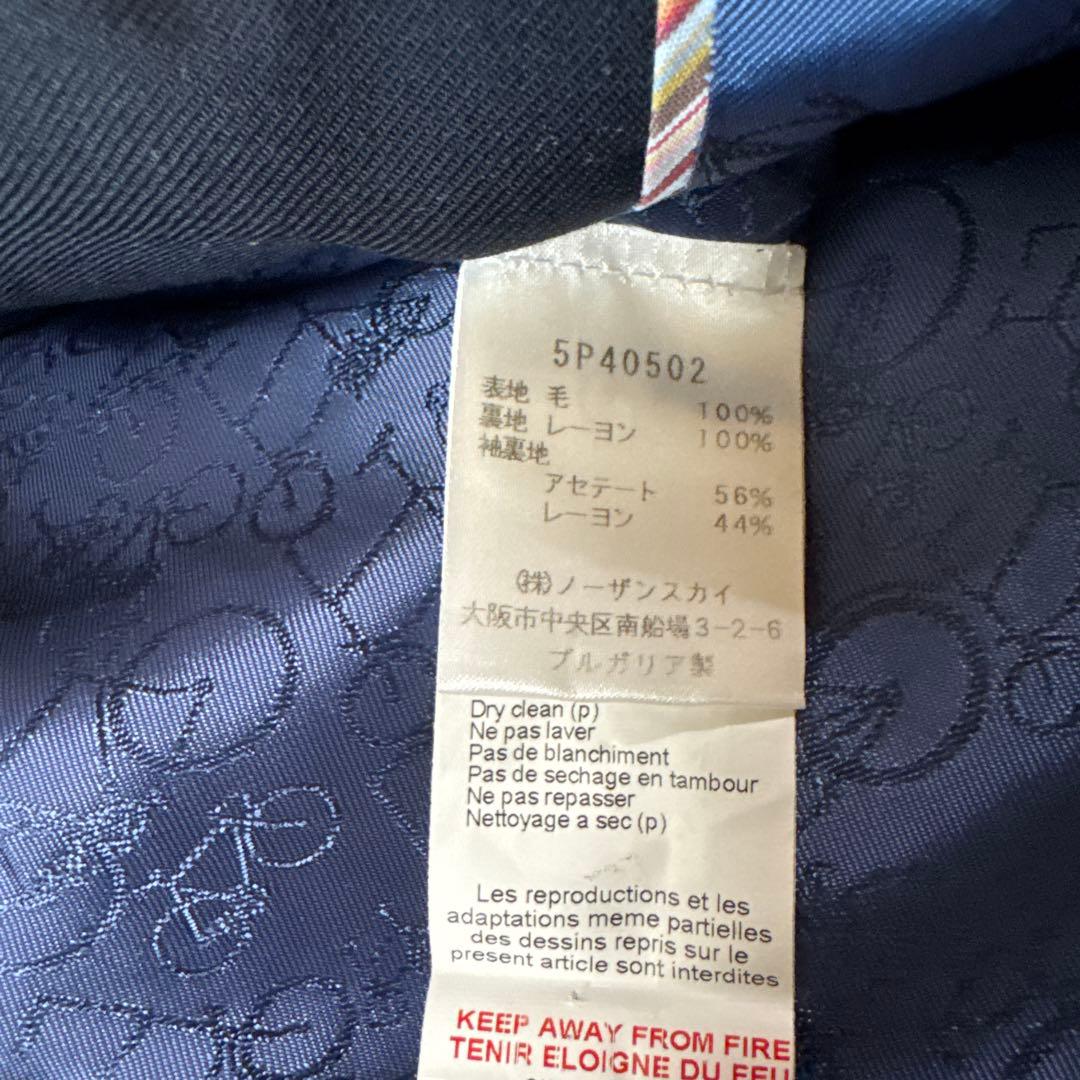 5P40502
表地 毛 100%
裏地 レーヨン 100%
袖裏地
アセテート 56%
レーヨン 44%
㈱ノーザンスカイ
大阪市中央区南船場3-2-6
ブルガリア製
Dry clean (p)
Ne pas laver
Pas de blanchiment
Pas de sechage en tambour
Ne pas repasser
Nettoyage a sec (p)
Les reproductions et les
adaptations meme partielles
des dessins repris sur le
present article sont interdites
KEEP AWAY FROM FIRE
TENIR ELOIGNE DU FEU